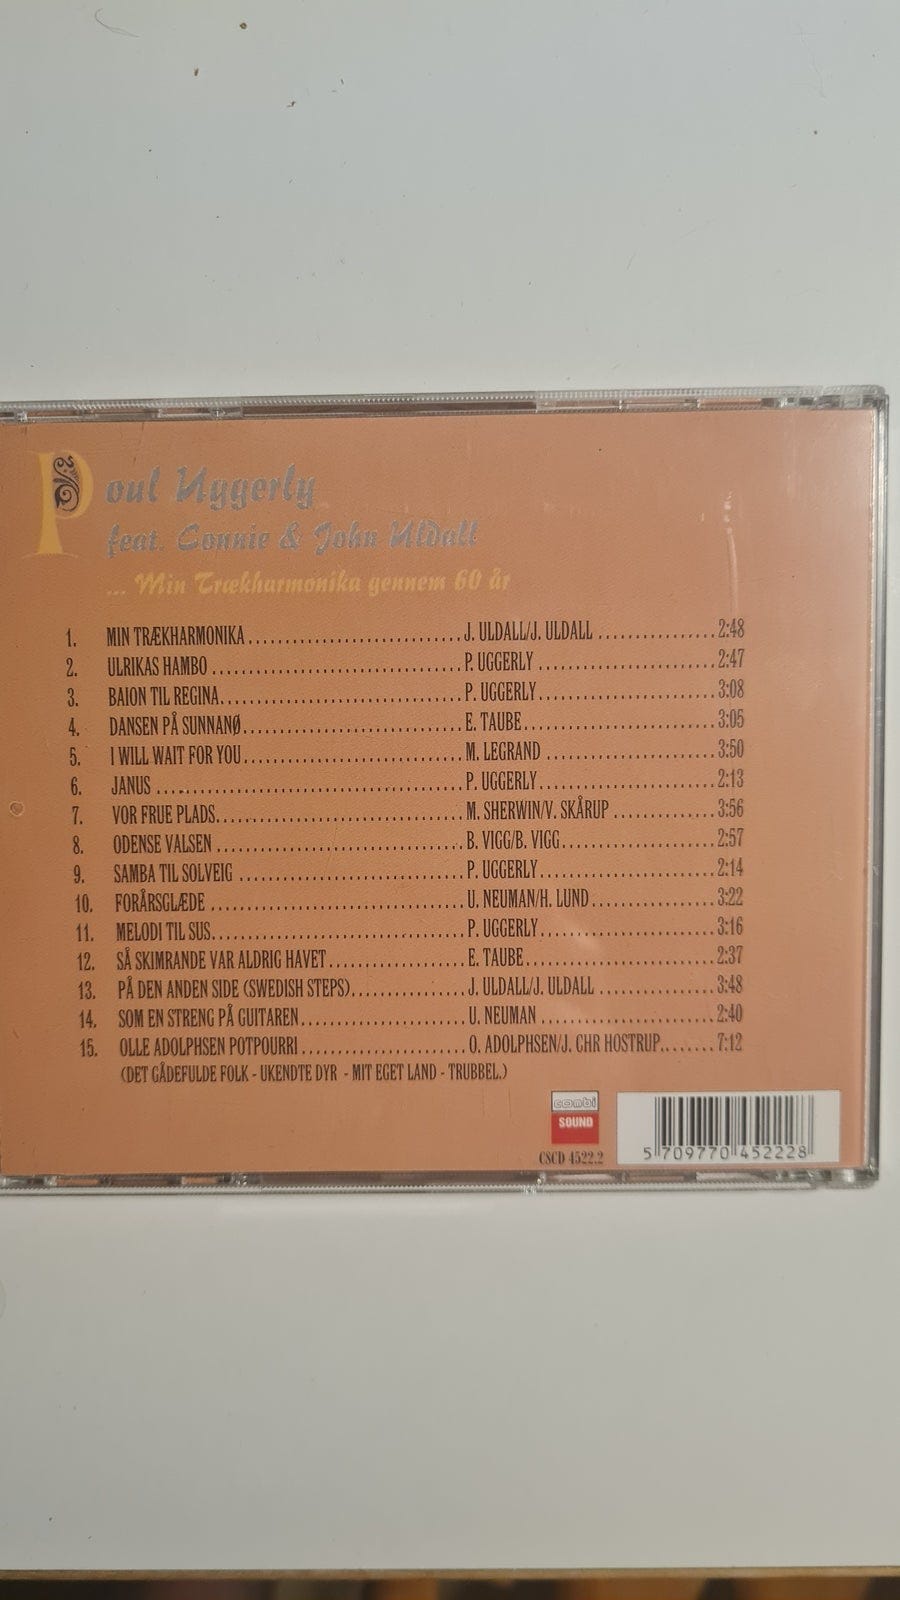 Poul Uggerly
feat. Connie & John Uldall
... Min Trækharmonika gennem 60 år
1. MIN TRÆKHARMONIKA ................................ J. ULDALL/J. ULDALL ................ 2:48
2. ULRIKAS HAMBO ..................................... P. UGGERLY ........................ 2:47
3. BAION TIL REGINA.................................... P. UGGERLY........................ 3:08
4. DANSEN PÅ SUNNANØ................................ E. TAUBE.......................... 3:05
5. I WILL WAIT FOR YOU................................ M. LEGRAND ....................... 3:50
6. JANUS .............................................. P. UGGERLY........................ 2:13
7. VOR FRUE PLADS..................................... M. SHERWIN/V. SKÅRUP .............. 3:56
8. ODENSE VALSEN ..................................... B. VIGG/B. VIGG.................... 2:57
9. SAMBA TIL SOLVEIG .................................. P. UGGERLY........................ 2:14
10. FORÅRSGLÆDE ...................................... U. NEUMAN/H. LUND................. 3:22
11. MELODI TIL SUS..................................... P. UGGERLY........................ 3:16
12. SÅ SKIMRANDE VAR ALDRIG HAVET.................... E. TAUBE.......................... 2:37
13. PÅ DEN ANDEN SIDE (SWEDISH STEPS)................ J. ULDALL/J. ULDALL ................ 3:48
14. SOM EN STRENG PÅ GUITAREN........................ U. NEUMAN ........................ 2:40
15. OLLE ADOLPHSEN POTPOURRI ........................ O. ADOLPHSEN/J. CHR HOSTRUP........ 7:12
(DET GÅDEFULDE FOLK - UKENDTE DYR - MIT EGET LAND - TRUBBEL.)
combi
SOUND
CSCD 4522.2
5 709770 452228